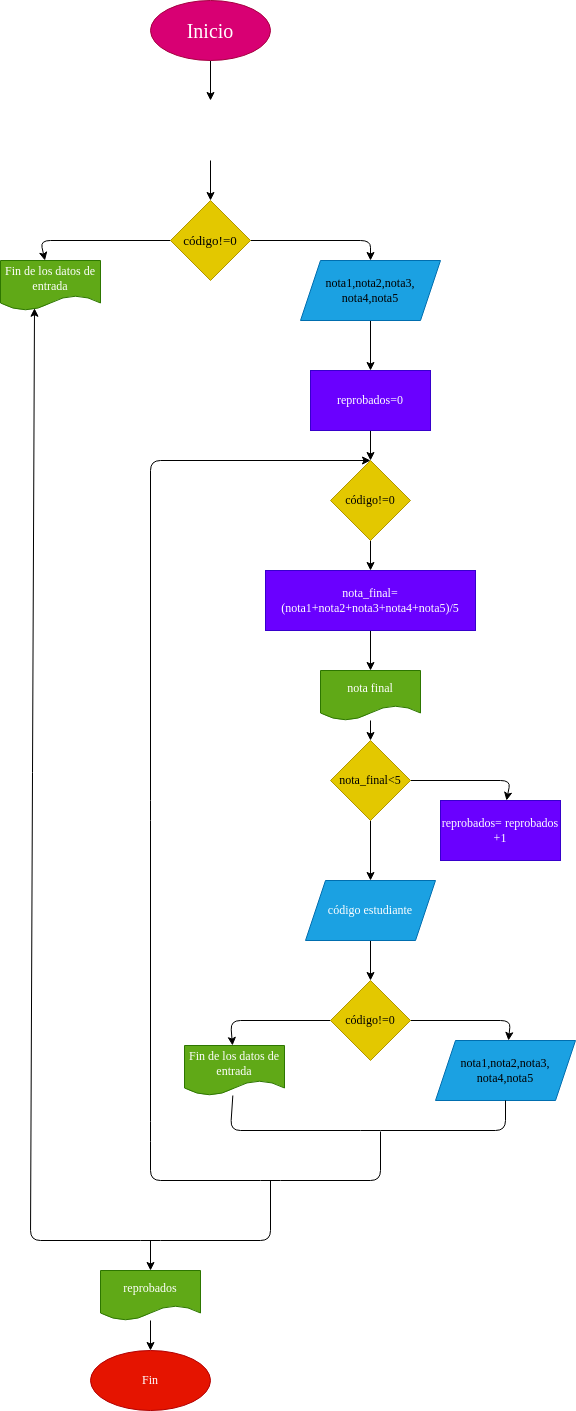 Inicio
código!=0
Fin de los datos de
entrada
nota1,nota2,nota3,
nota4,nota5
reprobados=0
código!=0
nota_final=
(nota1+nota2+nota3+nota4+nota5)/5
nota final
nota_final<5
reprobados= reprobados
+1
código estudiante
código!=0
Fin de los datos de
entrada
nota1,nota2,nota3,
nota4,nota5
reprobados
Fin